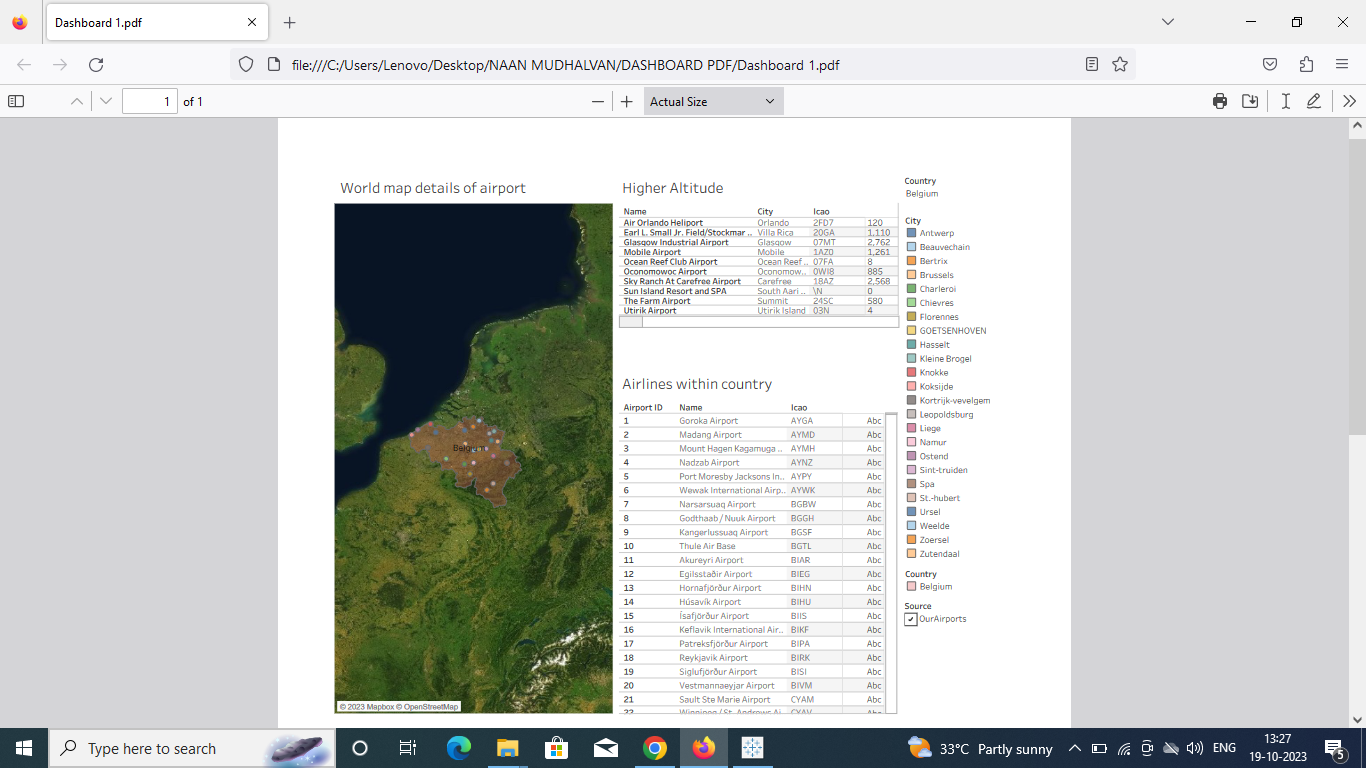 Dashboard 1.pdf
file:///C:/Users/Lenovo/Desktop/NAAN MUDHALVAN/DASHBOARD PDF/Dashboard 1.pdf
1 of 1
Actual Size
World map details of airport
Belgium
© 2023 Mapbox © OpenStreetMap
Higher Altitude
Name City Icao
Air Orlando Heliport Orlando 2FD7 120
Earl L. Small Jr. Field/Stockmar .. Villa Rica 20GA 1,110
Glasgow Industrial Airport Glasgow 07MT 2,762
Mobile Airport Mobile 1AZ0 1,261
Ocean Reef Club Airport Ocean Reef .. 07FA 8
Oconomowoc Airport Oconomow.. 0WI8 885
Sky Ranch At Carefree Airport Carefree 18AZ 2,568
Sun Island Resort and SPA South Aari .. \N 0
The Farm Airport Summit 24SC 580
Utirik Airport Utirik Island 03N 4
Airlines within country
Airport ID Name Icao
1 Goroka Airport AYGA Abc
2 Madang Airport AYMD Abc
3 Mount Hagen Kagamuga .. AYMH Abc
4 Nadzab Airport AYNZ Abc
5 Port Moresby Jacksons In.. AYPY Abc
6 Wewak International Airp.. AYWK Abc
7 Narsarsuaq Airport BGBW Abc
8 Godthaab / Nuuk Airport BGGH Abc
9 Kangerlussuaq Airport BGSF Abc
10 Thule Air Base BGTL Abc
11 Akureyri Airport BIAR Abc
12 Egilsstaðir Airport BIEG Abc
13 Hornafjörður Airport BIHN Abc
14 Húsavík Airport BIHU Abc
15 Ísafjörður Airport BIIS Abc
16 Keflavik International Air.. BIKF Abc
17 Patreksfjörður Airport BIPA Abc
18 Reykjavik Airport BIRK Abc
19 Siglufjörður Airport BISI Abc
20 Vestmannaeyjar Airport BIVM Abc
21 Sault Ste Marie Airport CYAM Abc
22 Winnipeg / St. Andrews Ai.. CYAV Abc
Country
Belgium
City
Antwerp
Beauvechain
Bertrix
Brussels
Charleroi
Chievres
Florennes
GOETSENHOVEN
Hasselt
Kleine Brogel
Knokke
Koksijde
Kortrijk-vevelgem
Leopoldsburg
Liege
Namur
Ostend
Sint-truiden
Spa
St.-hubert
Ursel
Weelde
Zoersel
Zutendaal
Country
Belgium
Source
OurAirports
Type here to search
33°C Partly sunny
ENG
13:27
19-10-2023
5